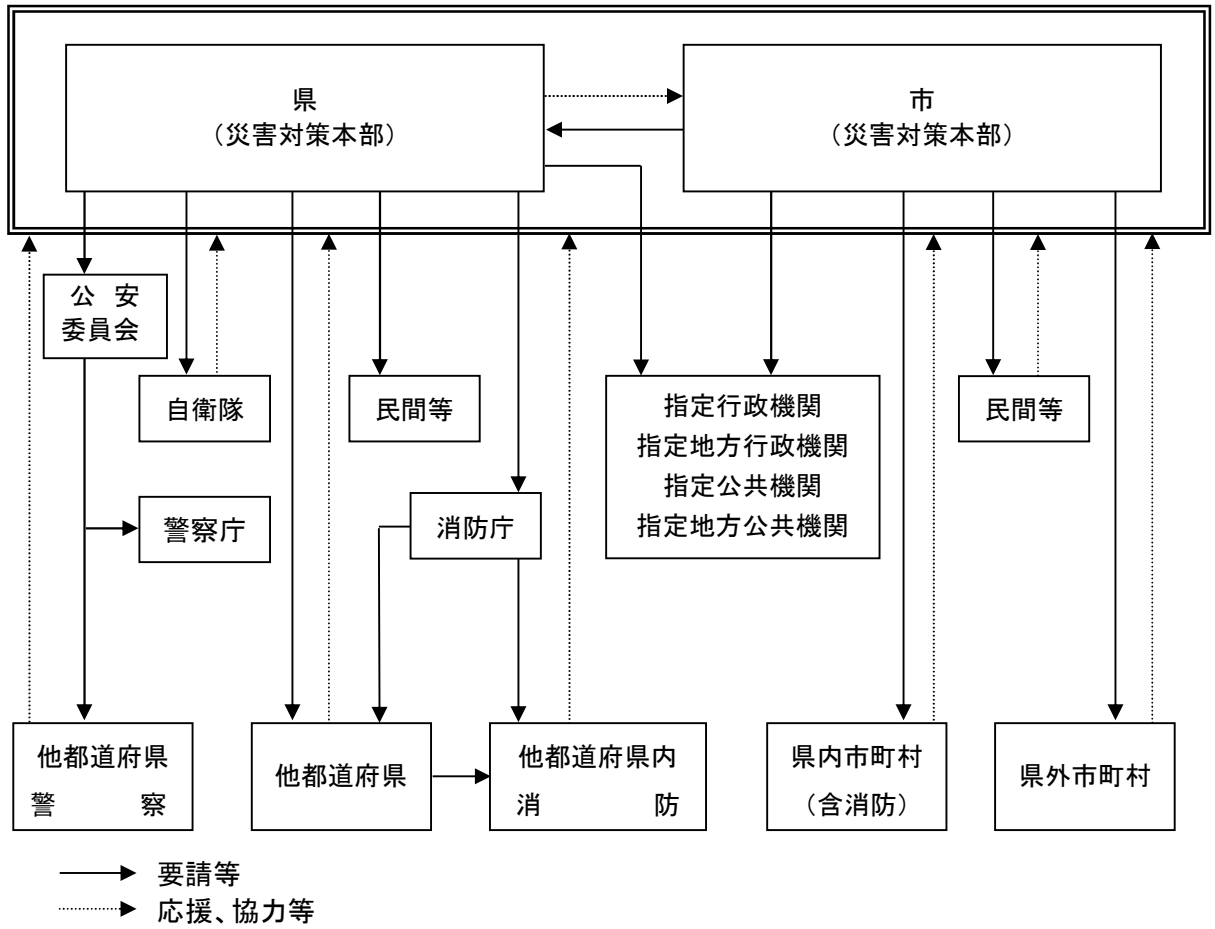 県
（災害対策本部）
市
（災害対策本部）
公 安
委員会
自衛隊
民間等
指定行政機関
指定地方行政機関
指定公共機関
指定地方公共機関
民間等
警察庁
消防庁
他都道府県
警 察
他都道府県
他都道府県内
消 防
県内市町村
（含消防）
県外市町村
要請等
応援、協力等